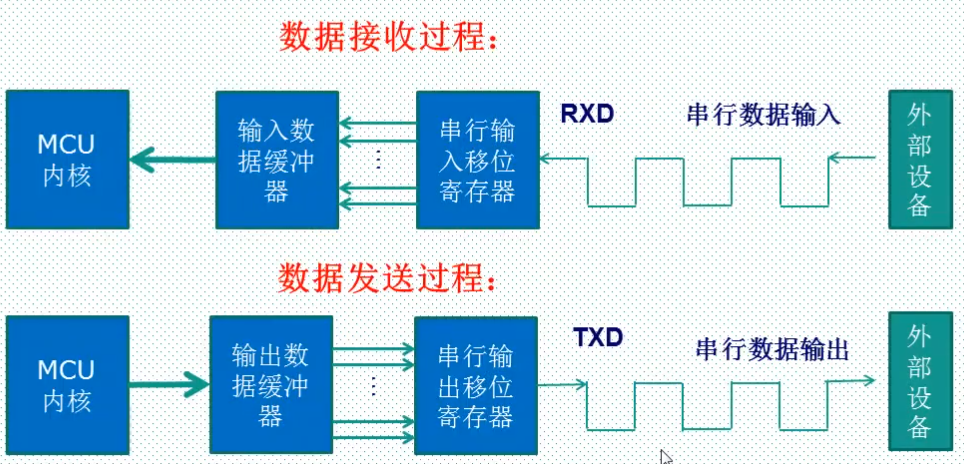 数据接收过程：
MCU
内核
输入数
据缓冲
器
串行输
入移位
寄存器
RXD
串行数据输入
外
部
设
备
数据发送过程：
MCU
内核
输出数
据缓冲
器
串行输
出移位
寄存器
TXD
串行数据输出
外
部
设
备